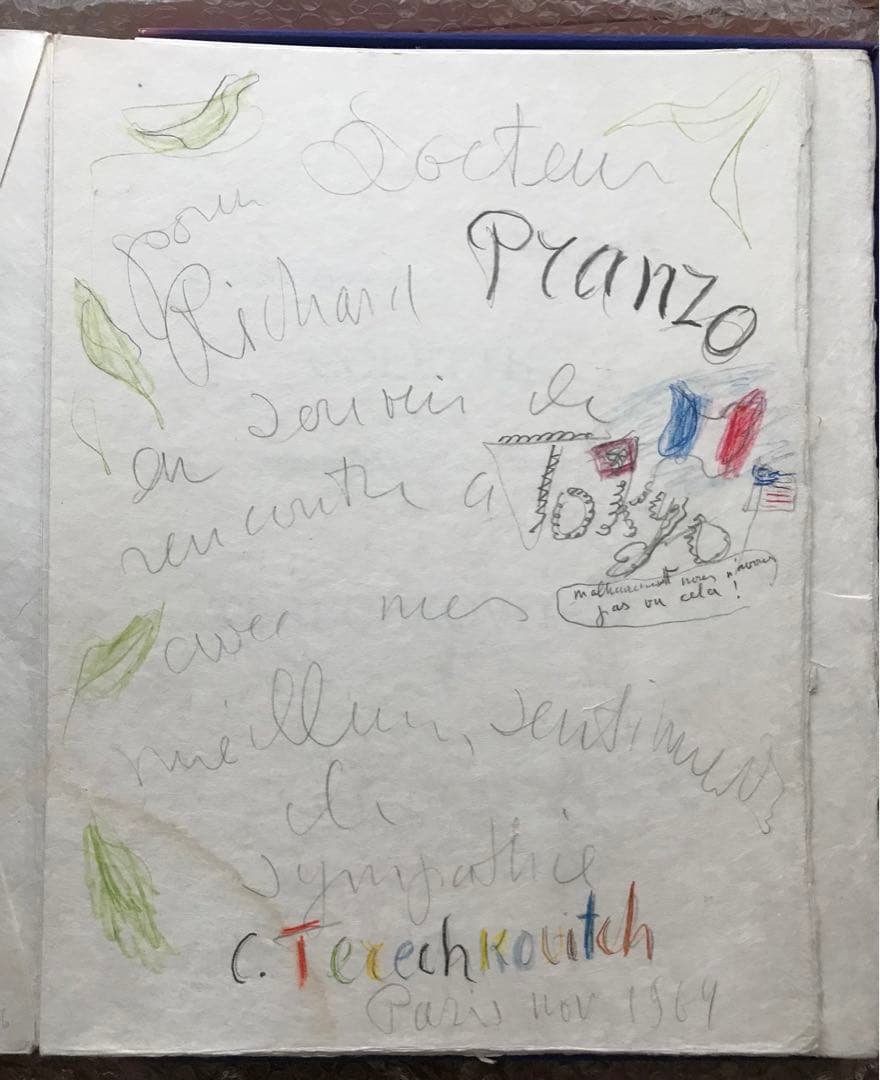 Docteur
pour
Richard Pranzo
en souvenir de
rencontre a Tokyo
malheureusement nous n'avons
pas vu cela !
avec mes
meilleurs sentiments
de
sympathie
C. Terechkovitch
Paris nov 1964